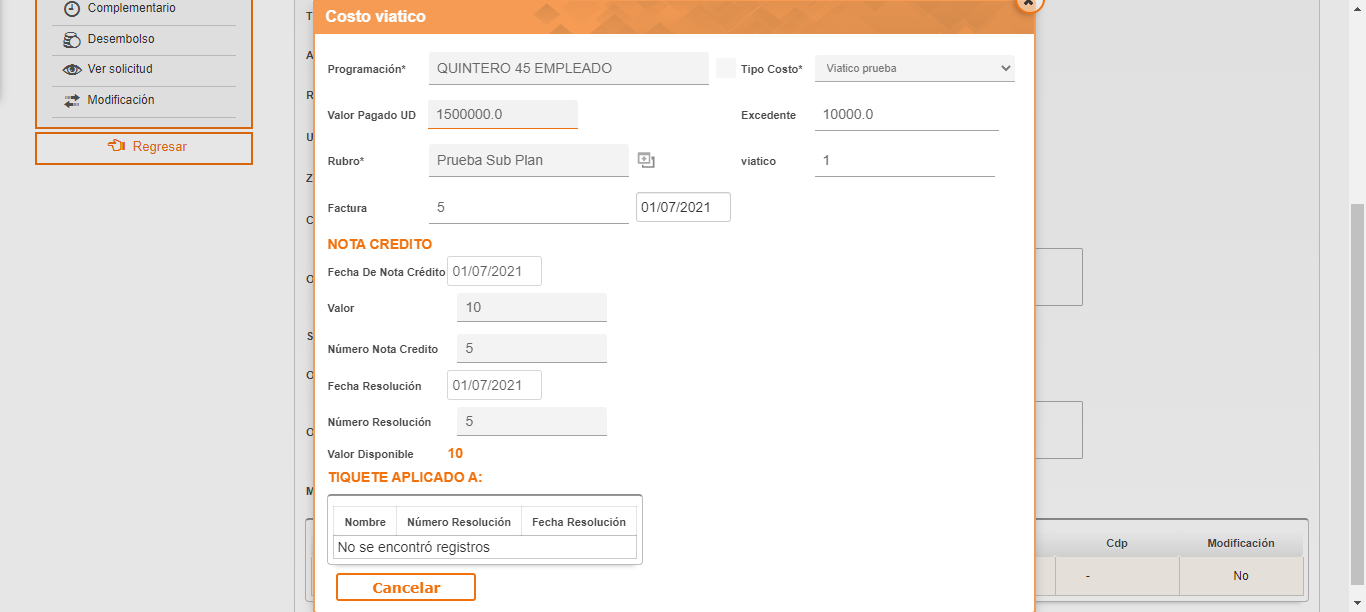 Complementario
Desembolso
Ver solicitud
Modificación
Regresar
Costo viatico
Programación* QUINTERO 45 EMPLEADO Tipo Costo* Viatico prueba
Valor Pagado UD 1500000.0 Excedente 10000.0
Rubro* Prueba Sub Plan viatico 1
Factura 5 01/07/2021
NOTA CREDITO
Fecha De Nota Crédito 01/07/2021
Valor 10
Número Nota Credito 5
Fecha Resolución 01/07/2021
Número Resolución 5
Valor Disponible 10
TIQUETE APLICADO A:
Nombre Número Resolución Fecha Resolución
No se encontró registros
Cancelar
Cdp Modificación
- No